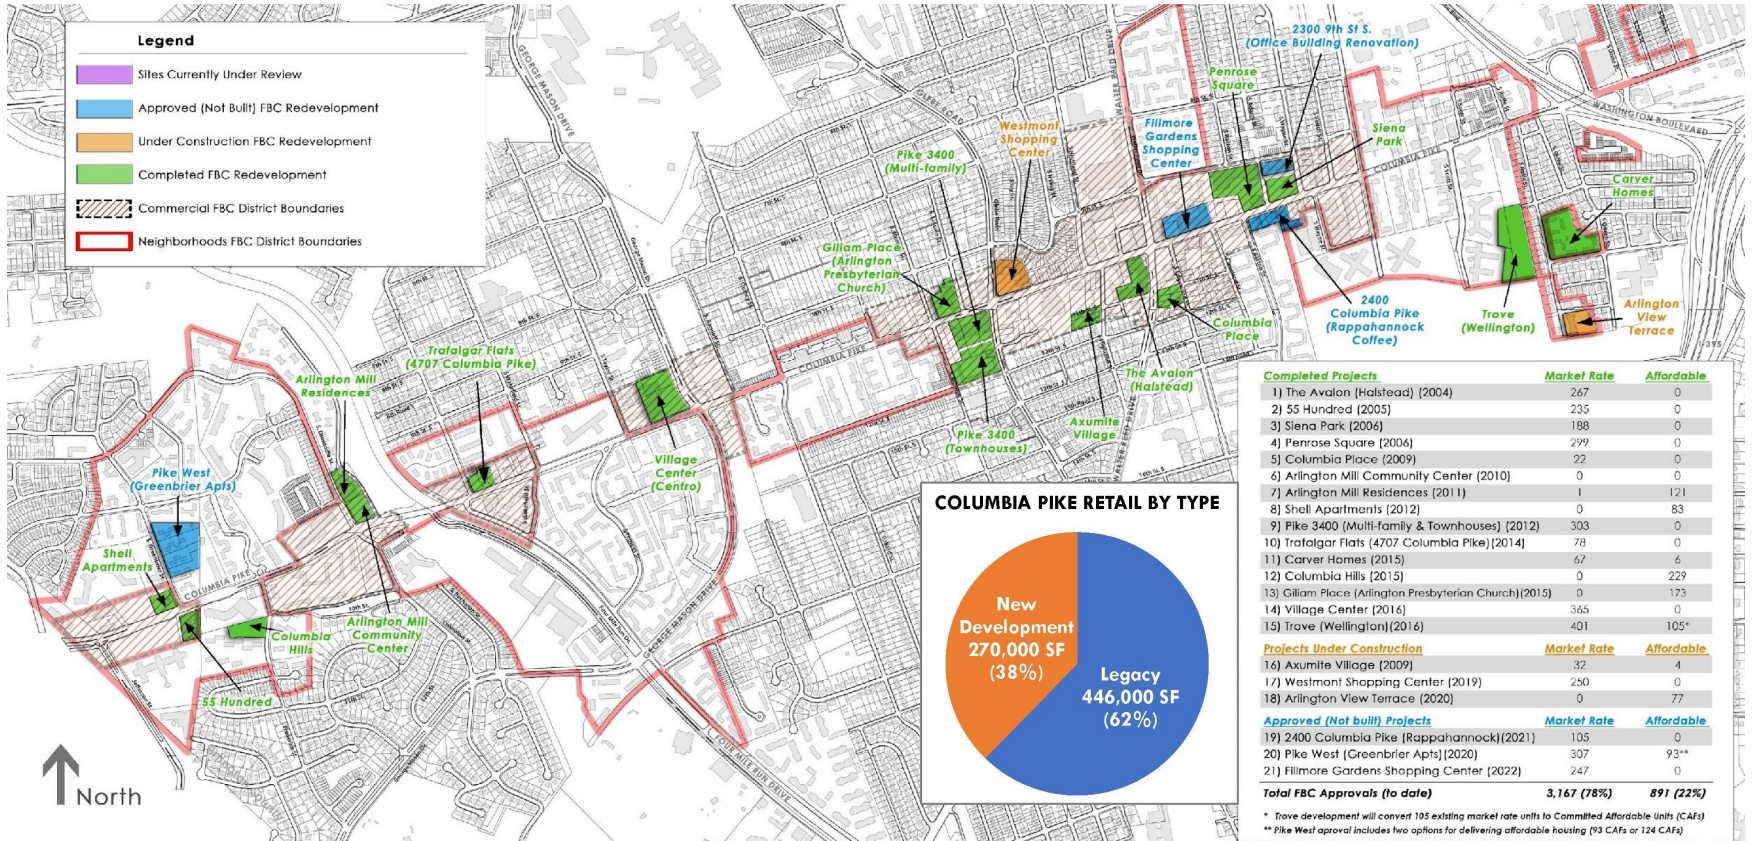 Legend
Sites Currently Under Review
Approved (Not Built) FBC Redevelopment
Under Construction FBC Redevelopment
Completed FBC Redevelopment
Commercial FBC District Boundaries
Neighborhoods FBC District Boundaries
GEORGE MASON DRIVE
GLEBE ROAD
WALTER REED DRIVE
2300 9th St S.
(Office Building Renovation)
Penrose
Square
Siena
Park
WASHINGTON BOULEVARD
COLUMBIA PIKE
Westmont
Shopping
Center
Fillmore
Gardens
Shopping
Center
Pike 3400
(Multi-family)
Carver
Homes
Giliam Place
(Arlington
Presbyterian
Church)
2400
Columbia Pike
(Rappahannock
Coffee)
Trove
(Wellington)
Arlington
View
Terrace
I-395
Columbia
Place
The Avalon
(Halstead)
Axumite
Village
WALTER REED DRIVE
Pike 3400
(Townhouses)
COLUMBIA PIKE
Trafalgar Flats
(4707 Columbia Pike)
Arlington Mill
Residences
Village
Center
(Centro)
Pike West
(Greenbrier Apts)
Shell
Apartments
COLUMBIA PIKE
Columbia
Hills
Arlington Mill
Community
Center
55 Hundred
GEORGE MASON DRIVE
FOUR MILE RUN DRIVE
North
COLUMBIA PIKE RETAIL BY TYPE
New
Development
270,000 SF
(38%)
Legacy
446,000 SF
(62%)
Completed Projects Market Rate Affordable
1) The Avalon (Halstead) (2004) 267 0
2) 55 Hundred (2005) 235 0
3) Siena Park (2006) 188 0
4) Penrose Square (2006) 299 0
5) Columbia Place (2009) 22 0
6) Arlington Mill Community Center (2010) 0 0
7) Arlington Mill Residences (2011) 1 121
8) Shell Apartments (2012) 0 83
9) Pike 3400 (Multi-family & Townhouses) (2012) 303 0
10) Trafalgar Flats (4707 Columbia Pike)(2014) 78 0
11) Carver Homes (2015) 67 6
12) Columbia Hills (2015) 0 229
13) Giliam Place (Arlington Presbyterian Church)(2015) 0 173
14) Village Center (2016) 365 0
15) Trove (Wellington)(2016) 401 105*
Projects Under Construction Market Rate Affordable
16) Axumite Village (2009) 32 4
17) Westmont Shopping Center (2019) 250 0
18) Arlington View Terrace (2020) 0 77
Approved (Not built) Projects Market Rate Affordable
19) 2400 Columbia Pike (Rappahannock)(2021) 105 0
20) Pike West (Greenbrier Apts)(2020) 307 93**
21) Fillmore Gardens Shopping Center (2022) 247 0
Total FBC Approvals (to date) 3,167 (78%) 891 (22%)
* Trove development will convert 105 existing market rate units to Committed Affordable Units (CAFs)
** Pike West aproval includes two options for delivering affordable housing (93 CAFs or 124 CAFs)